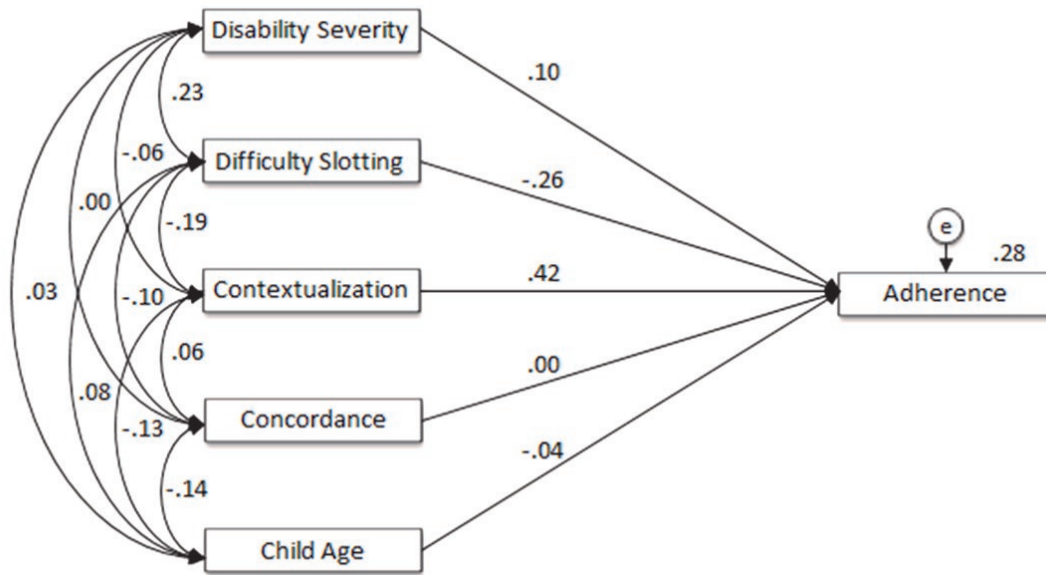 Disability Severity
.10
.23
-.06
Difficulty Slotting
-.26
.00
-.19
e
.28
.03
-.10
Contextualization
.42
Adherence
.06
.00
.08
-.13
Concordance
-.04
-.14
Child Age